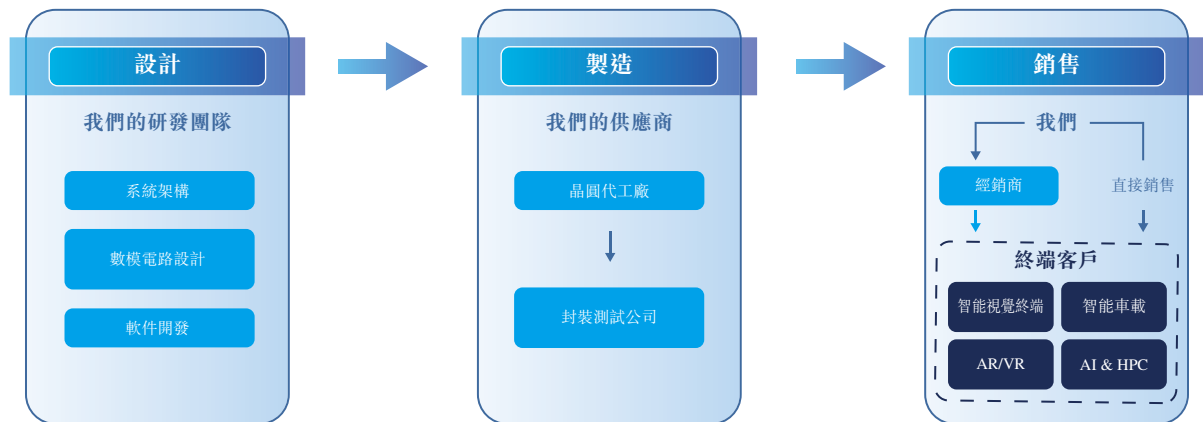 設計
我們的研發團隊
系統架構
數模電路設計
軟件開發
製造
我們的供應商
晶圓代工廠
封裝測試公司
銷售
我們
經銷商
直接銷售
終端客戶
智能視覺終端
智能車載
AR/VR
AI & HPC